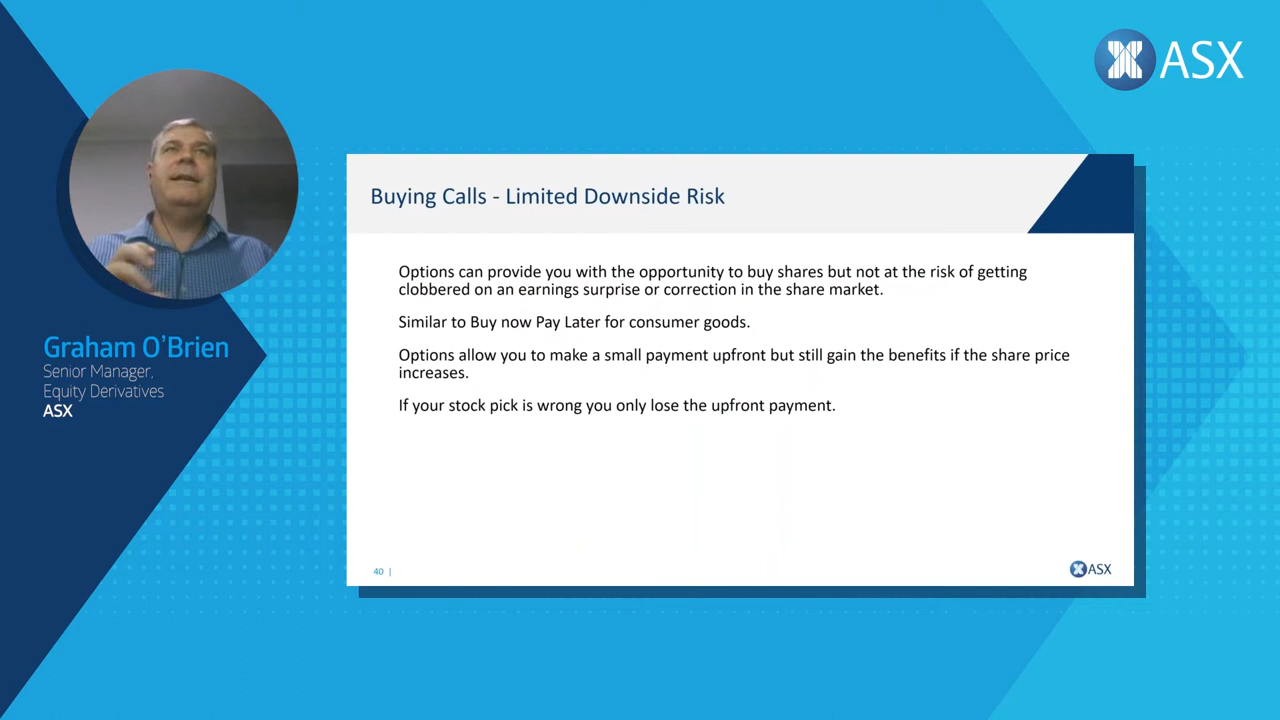 ASX
Buying Calls - Limited Downside Risk
Options can provide you with the opportunity to buy shares but not at the risk of getting
clobbered on an earnings surprise or correction in the share market.
Similar to Buy now Pay Later for consumer goods.
Options allow you to make a small payment upfront but still gain the benefits if the share price
increases.
If your stock pick is wrong you only lose the upfront payment.
40 |
ASX
Graham O'Brien
Senior Manager,
Equity Derivatives
ASX